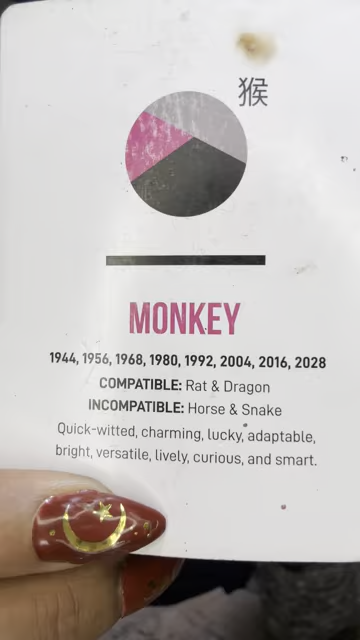 猴
MONKEY
1944, 1956, 1968, 1980, 1992, 2004, 2016, 2028
COMPATIBLE: Rat & Dragon
INCOMPATIBLE: Horse & Snake
Quick-witted, charming, lucky, adaptable,
bright, versatile, lively, curious, and smart.